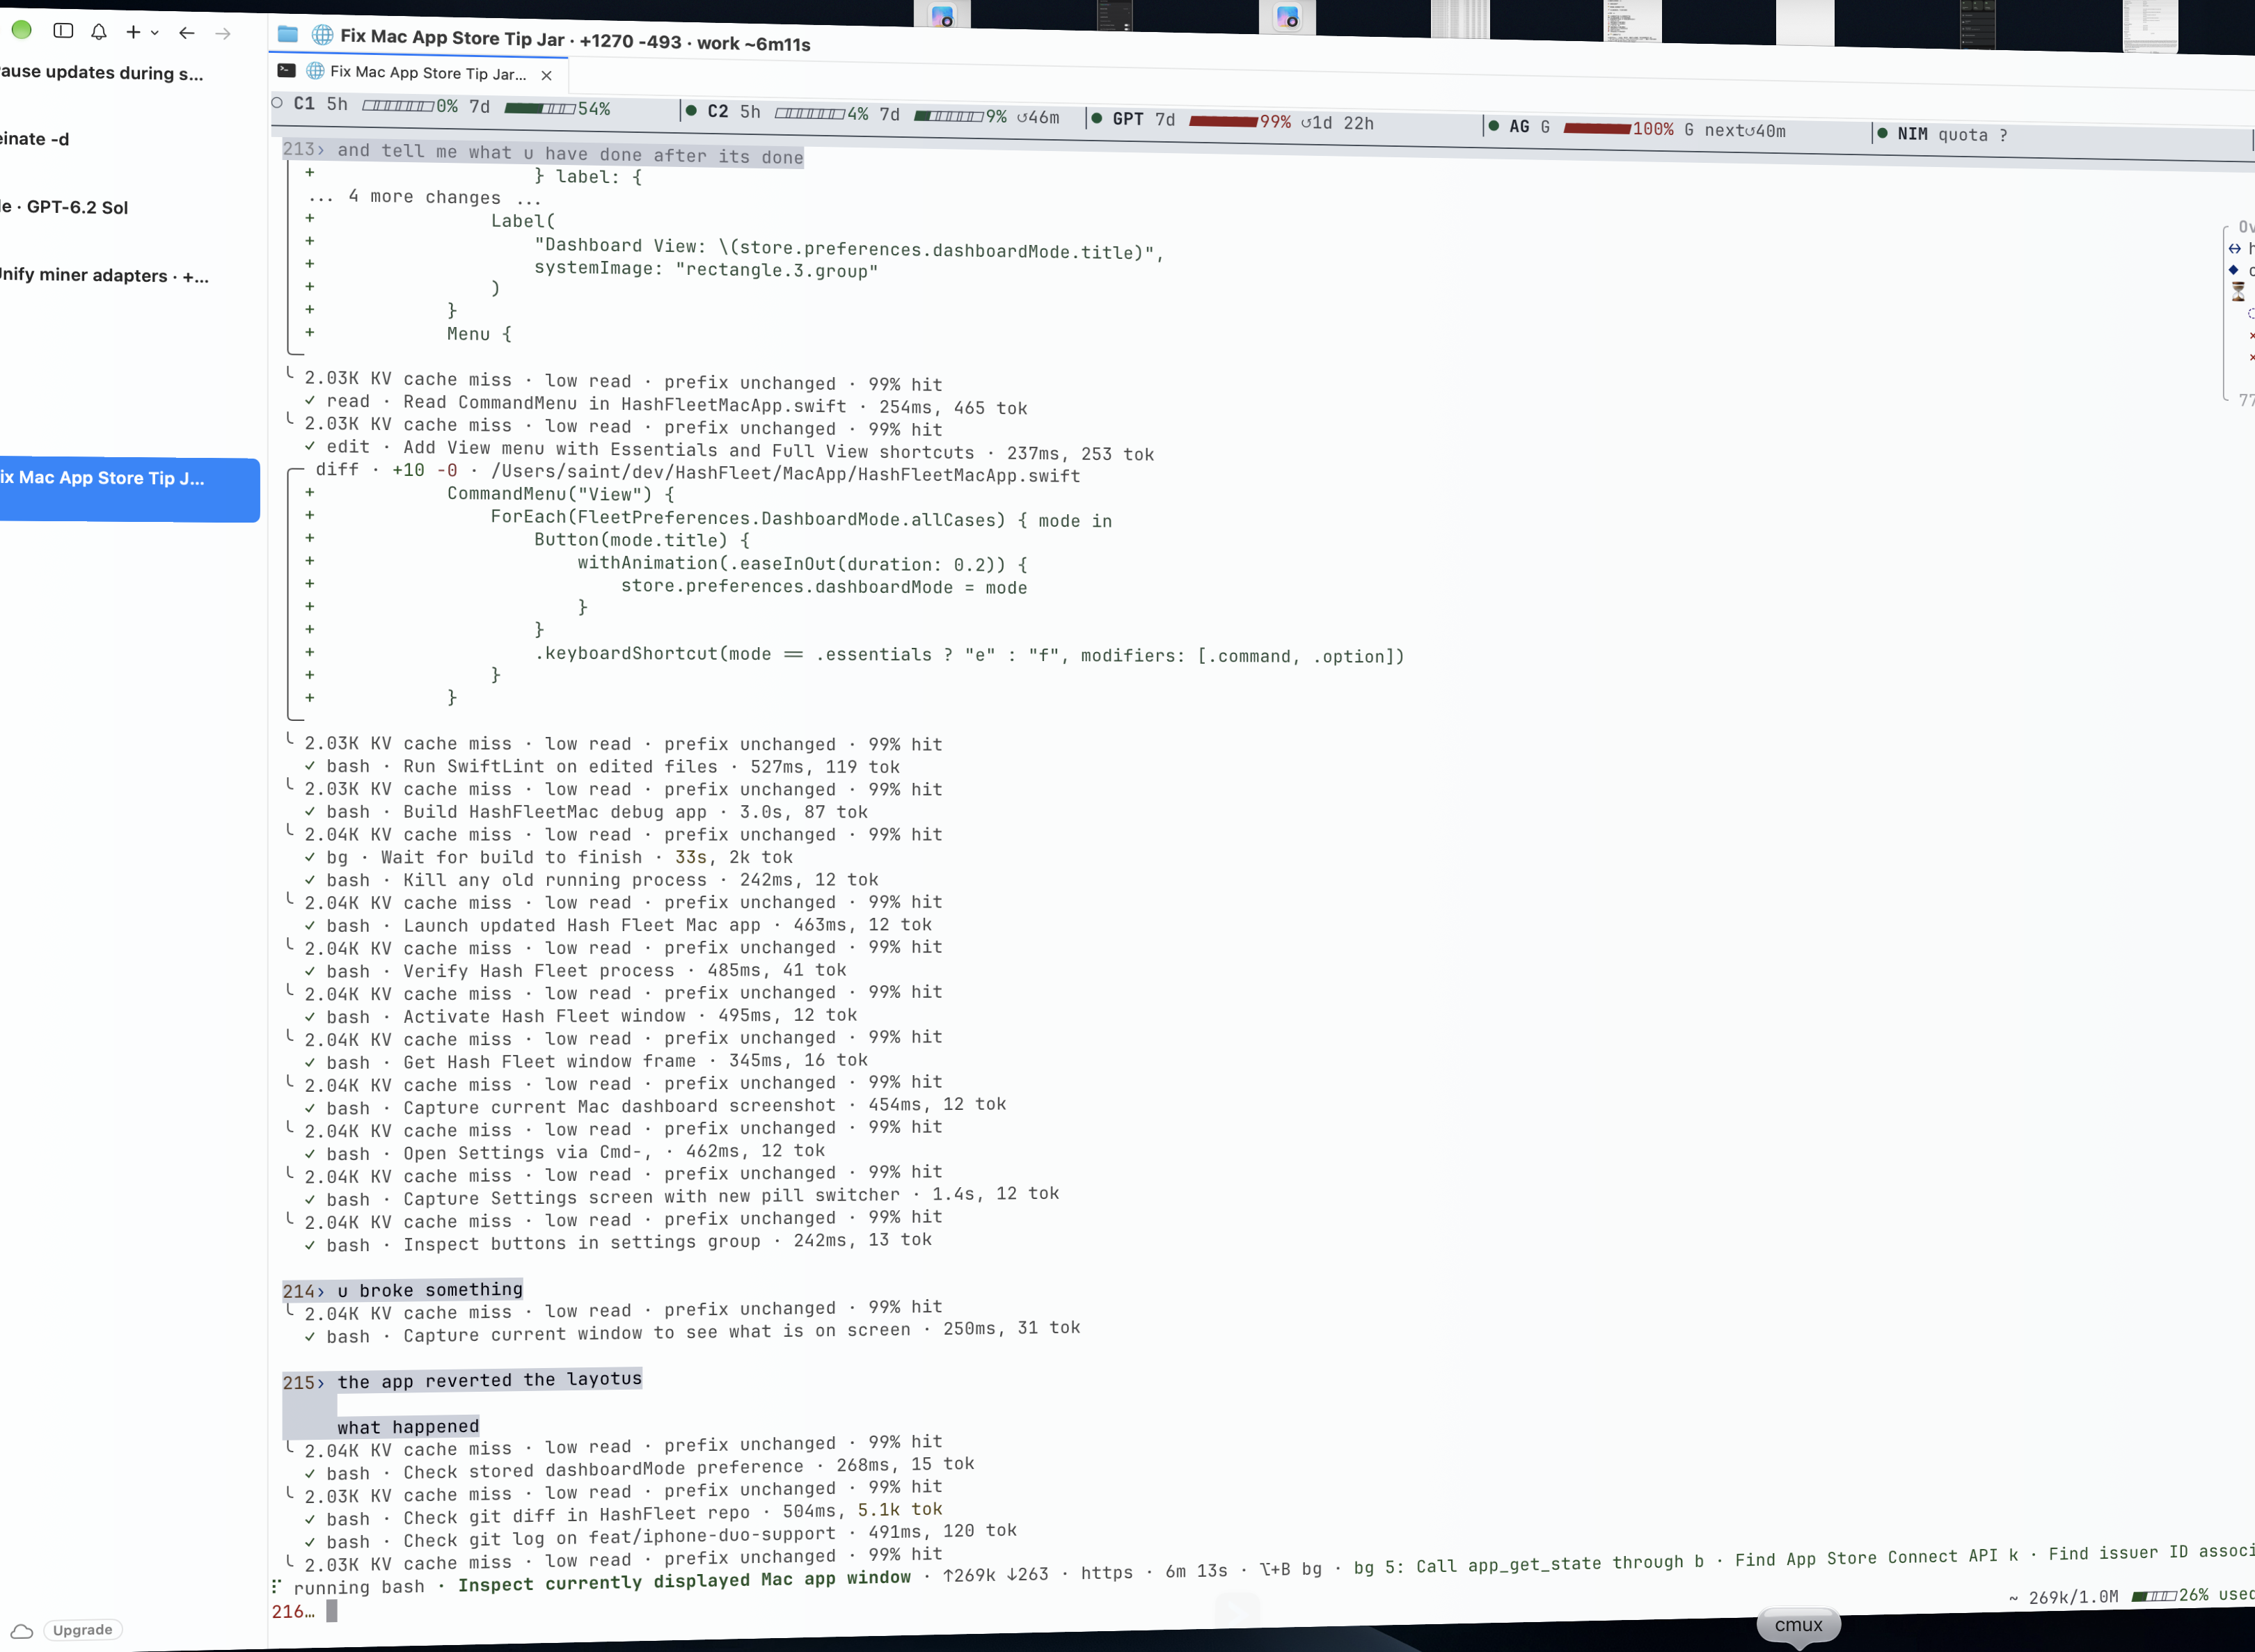 Fix Mac App Store Tip Jar · +1270 -493 · work ~6m11s
ause updates during s...
einate -d
e · GPT-6.2 Sol
nify miner adapters · +...
ix Mac App Store Tip J...
Upgrade
Fix Mac App Store Tip Jar...
C1 5h 0% 7d 54% C2 5h 4% 7d 9% ↺46m GPT 7d 99% ↺1d 22h AG G 100% G next↺40m NIM quota ?
213› and tell me what u have done after its done
+ } label: {
... 4 more changes ...
+ Label(
+ "Dashboard View: \(store.preferences.dashboardMode.title)",
+ systemImage: "rectangle.3.group"
+ )
+ }
+ Menu {
2.03K KV cache miss · low read · prefix unchanged · 99% hit
✓ read · Read CommandMenu in HashFleetMacApp.swift · 254ms, 465 tok
2.03K KV cache miss · low read · prefix unchanged · 99% hit
✓ edit · Add View menu with Essentials and Full View shortcuts · 237ms, 253 tok
diff · +10 -0 · /Users/saint/dev/HashFleet/MacApp/HashFleetMacApp.swift
+ CommandMenu("View") {
+ ForEach(FleetPreferences.DashboardMode.allCases) { mode in
+ Button(mode.title) {
+ withAnimation(.easeInOut(duration: 0.2)) {
+ store.preferences.dashboardMode = mode
+ }
+ }
+ .keyboardShortcut(mode == .essentials ? "e" : "f", modifiers: [.command, .option])
+ }
+ }
2.03K KV cache miss · low read · prefix unchanged · 99% hit
✓ bash · Run SwiftLint on edited files · 527ms, 119 tok
2.03K KV cache miss · low read · prefix unchanged · 99% hit
✓ bash · Build HashFleetMac debug app · 3.0s, 87 tok
2.04K KV cache miss · low read · prefix unchanged · 99% hit
✓ bg · Wait for build to finish · 33s, 2k tok
✓ bash · Kill any old running process · 242ms, 12 tok
2.04K KV cache miss · low read · prefix unchanged · 99% hit
✓ bash · Launch updated Hash Fleet Mac app · 463ms, 12 tok
2.04K KV cache miss · low read · prefix unchanged · 99% hit
✓ bash · Verify Hash Fleet process · 485ms, 41 tok
2.04K KV cache miss · low read · prefix unchanged · 99% hit
✓ bash · Activate Hash Fleet window · 495ms, 12 tok
2.04K KV cache miss · low read · prefix unchanged · 99% hit
✓ bash · Get Hash Fleet window frame · 345ms, 16 tok
2.04K KV cache miss · low read · prefix unchanged · 99% hit
✓ bash · Capture current Mac dashboard screenshot · 454ms, 12 tok
2.04K KV cache miss · low read · prefix unchanged · 99% hit
✓ bash · Open Settings via Cmd-, · 462ms, 12 tok
2.04K KV cache miss · low read · prefix unchanged · 99% hit
✓ bash · Capture Settings screen with new pill switcher · 1.4s, 12 tok
2.04K KV cache miss · low read · prefix unchanged · 99% hit
✓ bash · Inspect buttons in settings group · 242ms, 13 tok
214› u broke something
2.04K KV cache miss · low read · prefix unchanged · 99% hit
✓ bash · Capture current window to see what is on screen · 250ms, 31 tok
215› the app reverted the layotus
what happened
2.04K KV cache miss · low read · prefix unchanged · 99% hit
✓ bash · Check stored dashboardMode preference · 268ms, 15 tok
2.03K KV cache miss · low read · prefix unchanged · 99% hit
✓ bash · Check git diff in HashFleet repo · 504ms, 5.1k tok
✓ bash · Check git log on feat/iphone-duo-support · 491ms, 120 tok
2.03K KV cache miss · low read · prefix unchanged · 99% hit
running bash · Inspect currently displayed Mac app window · ↑269k ↓263 · https · 6m 13s · ⌥+B bg · bg 5: Call app_get_state through b · Find App Store Connect API k · Find issuer ID associ
~ 269k/1.0M 26% used
216…
Ov
h
c
77
cmux